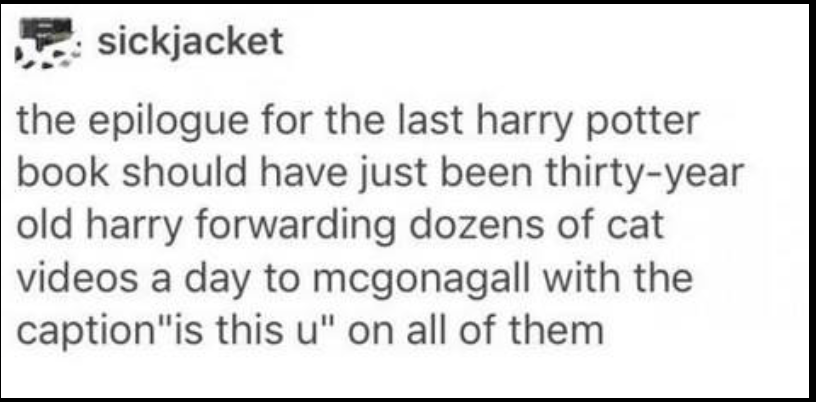 sickjacket
the epilogue for the last harry potter
book should have just been thirty-year
old harry forwarding dozens of cat
videos a day to mcgonagall with the
caption"is this u" on all of them